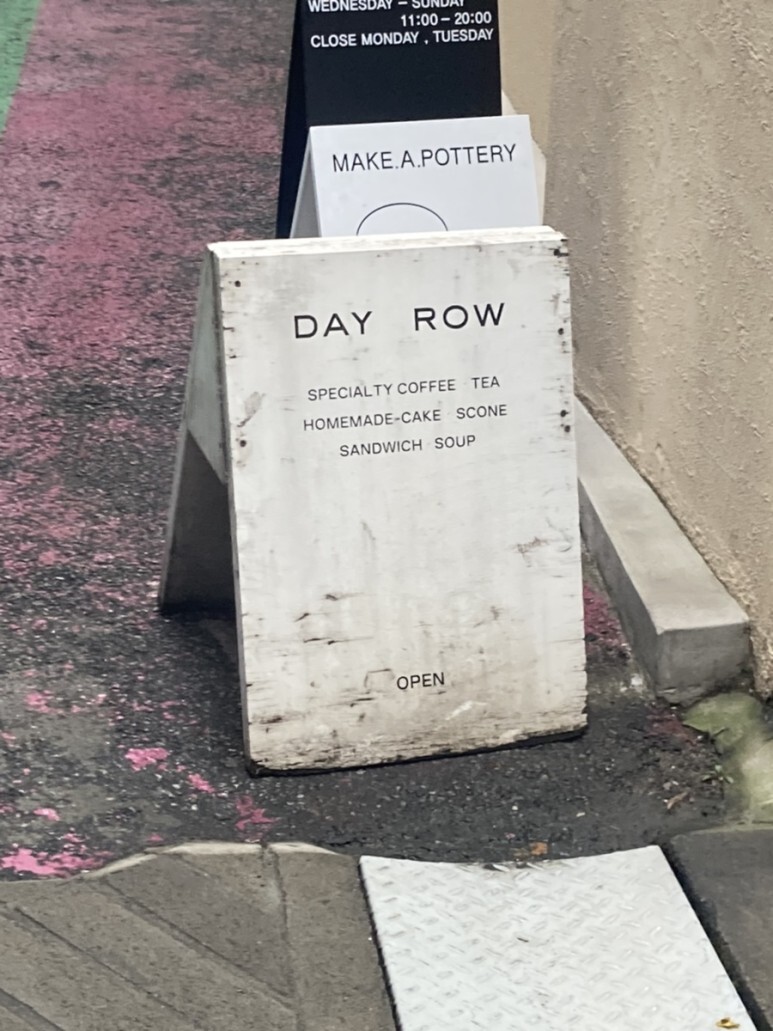 WEDNESDAY – SUNDAY
11:00 – 20:00
CLOSE MONDAY , TUESDAY
MAKE.A.POTTERY
DAY ROW
SPECIALTY COFFEE TEA
HOMEMADE-CAKE SCONE
SANDWICH SOUP
OPEN